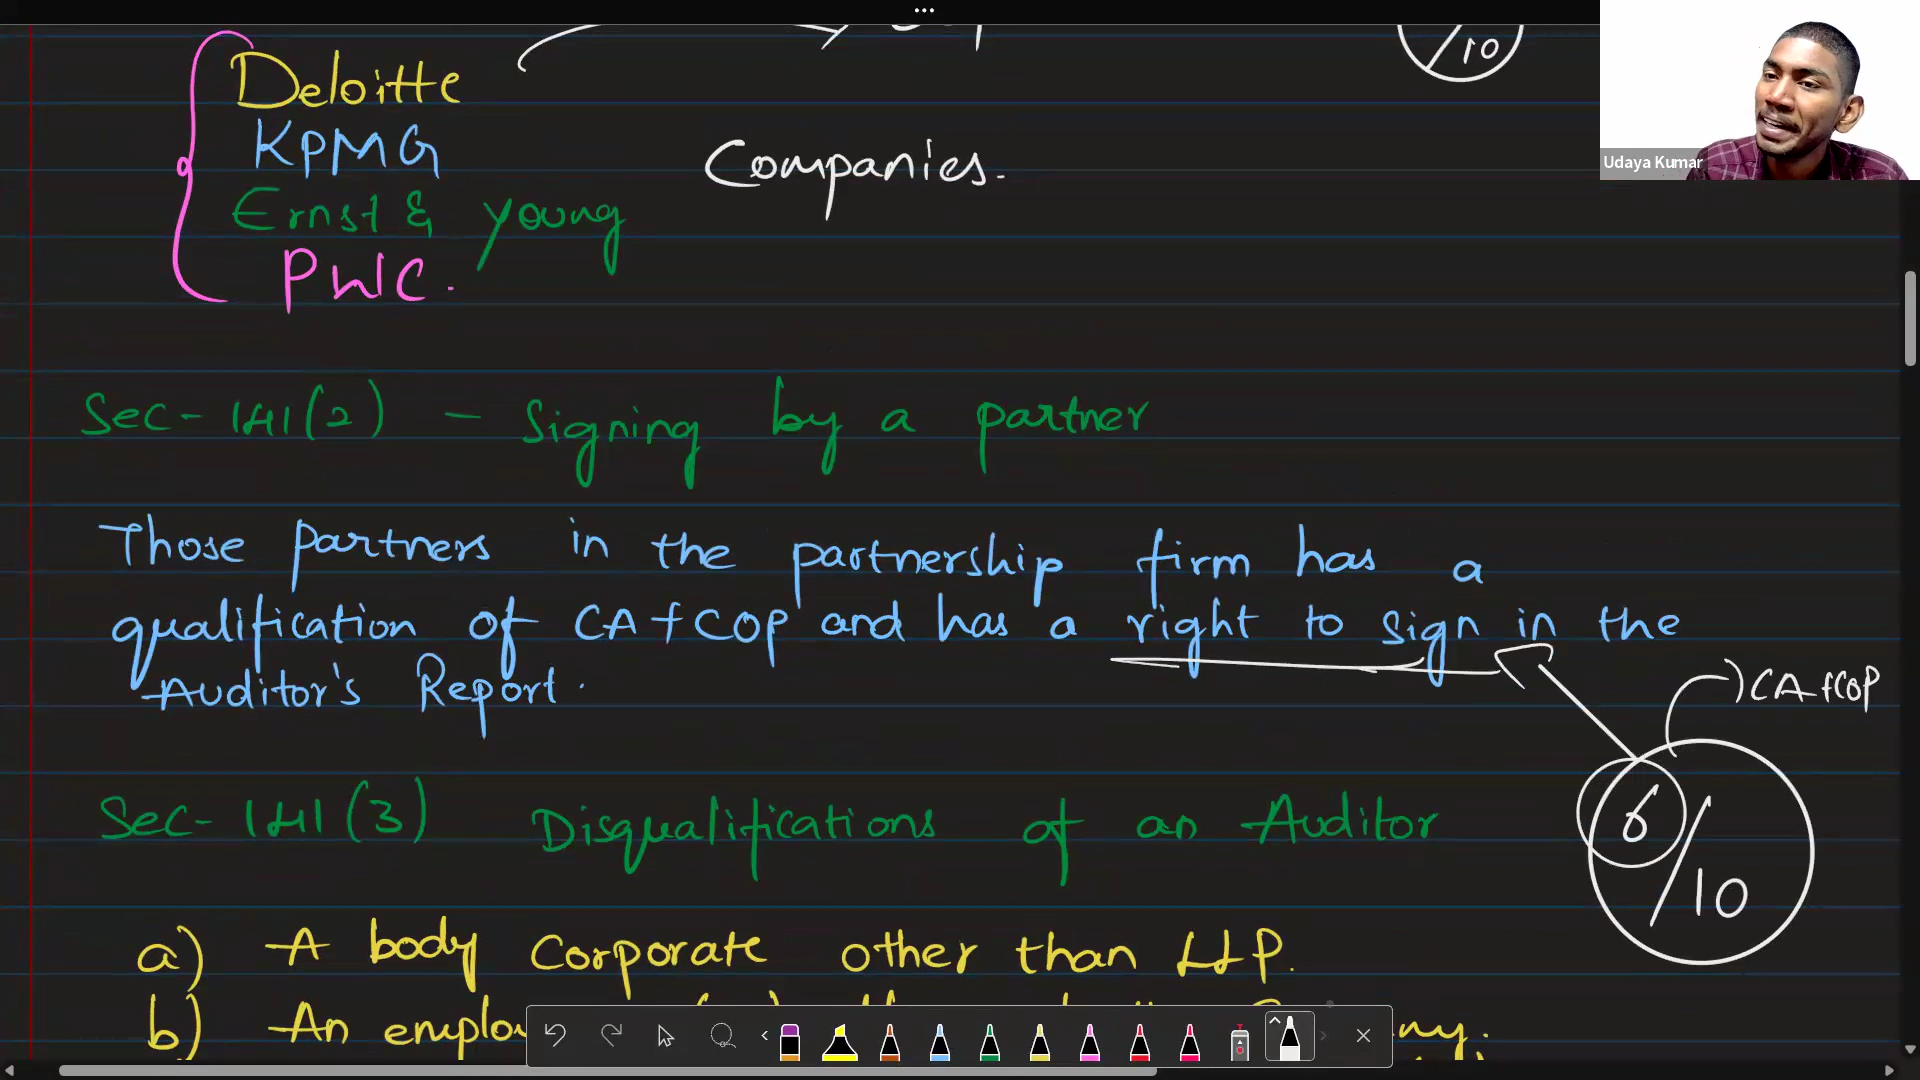 /10
Deloitte
KPMG
Companies.
Ernst & Young
PWC.
Udaya Kumar
Sec-141(2) - Signing by a partner
Those partners in the partnership firm has a
qualification of CA + COP and has a right to sign in the
Auditor's Report.
CA + COP
6/10
Sec-141(3) Disqualifications of an Auditor
a) A body corporate other than LLP.
b) An